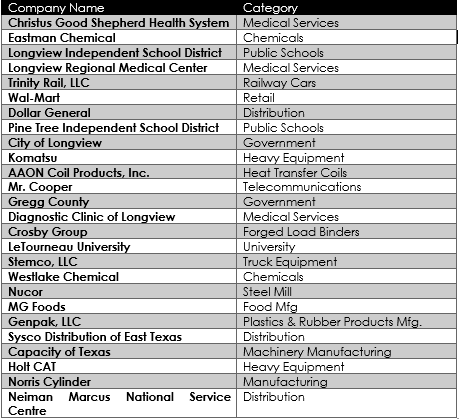 Company Name Category
Christus Good Shepherd Health System Medical Services
Eastman Chemical Chemicals
Longview Independent School District Public Schools
Longview Regional Medical Center Medical Services
Trinity Rail, LLC Railway Cars
Wal-Mart Retail
Dollar General Distribution
Pine Tree Independent School District Public Schools
City of Longview Government
Komatsu Heavy Equipment
AAON Coil Products, Inc. Heat Transfer Coils
Mr. Cooper Telecommunications
Gregg County Government
Diagnostic Clinic of Longview Medical Services
Crosby Group Forged Load Binders
LeTourneau University University
Stemco, LLC Truck Equipment
Westlake Chemical Chemicals
Nucor Steel Mill
MG Foods Food Mfg
Genpak, LLC Plastics & Rubber Products Mfg.
Sysco Distribution of East Texas Distribution
Capacity of Texas Machinery Manufacturing
Holt CAT Heavy Equipment
Norris Cylinder Manufacturing
Neiman Marcus National Service Distribution
Centre